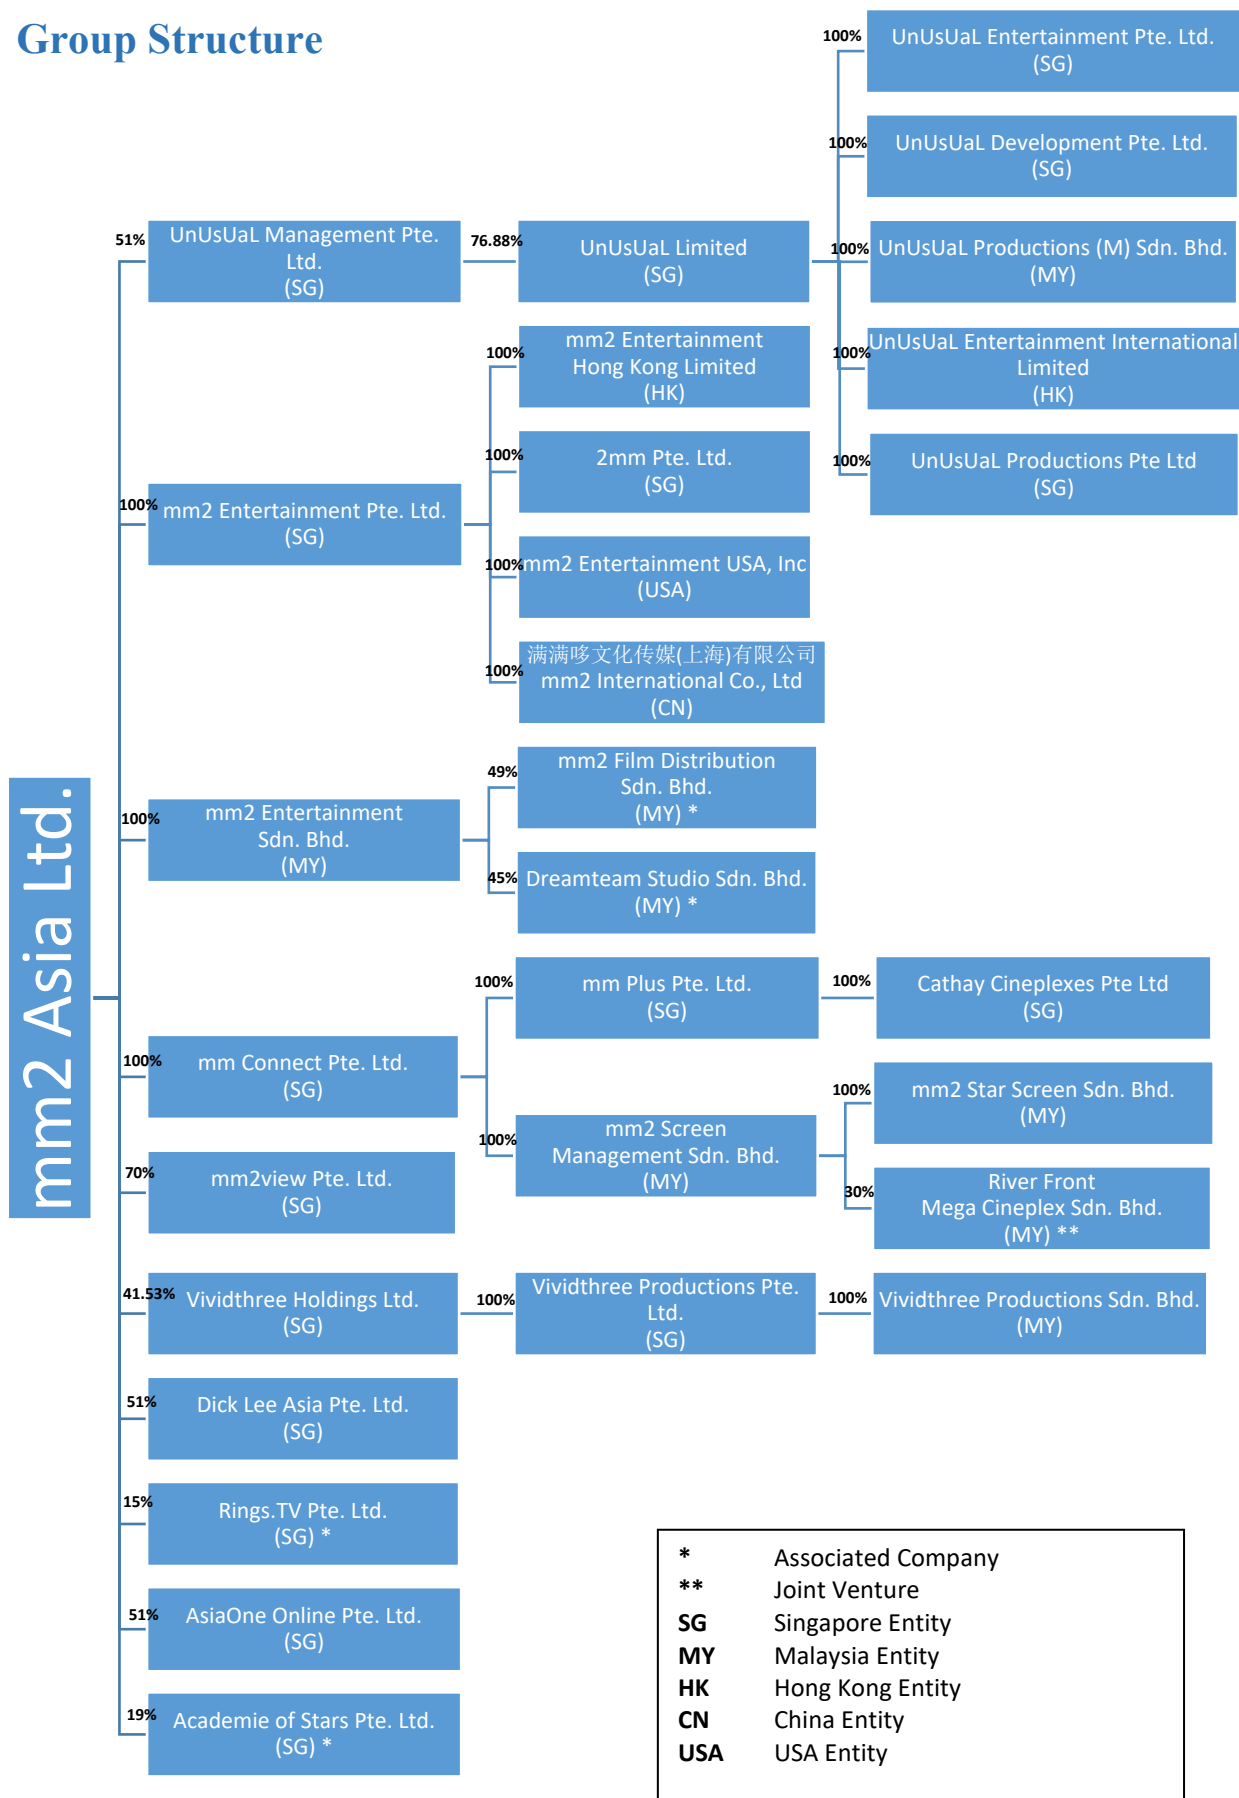 Group Structure
mm2 Asia Ltd.
51%
UnUsUaL Management Pte.
Ltd.
(SG)
76.88%
UnUsUaL Limited
(SG)
100%
UnUsUaL Entertainment Pte. Ltd.
(SG)
100%
UnUsUaL Development Pte. Ltd.
(SG)
100%
UnUsUaL Productions (M) Sdn. Bhd.
(MY)
100%
UnUsUaL Entertainment International
Limited
(HK)
100%
UnUsUaL Productions Pte Ltd
(SG)
100%
mm2 Entertainment Pte. Ltd.
(SG)
100%
mm2 Entertainment
Hong Kong Limited
(HK)
100%
2mm Pte. Ltd.
(SG)
100%
mm2 Entertainment USA, Inc
(USA)
100%
满满哆文化传媒(上海)有限公司
mm2 International Co., Ltd
(CN)
100%
mm2 Entertainment
Sdn. Bhd.
(MY)
49%
mm2 Film Distribution
Sdn. Bhd.
(MY) *
45%
Dreamteam Studio Sdn. Bhd.
(MY) *
100%
mm Connect Pte. Ltd.
(SG)
100%
mm Plus Pte. Ltd.
(SG)
100%
Cathay Cineplexes Pte Ltd
(SG)
100%
mm2 Screen
Management Sdn. Bhd.
(MY)
100%
mm2 Star Screen Sdn. Bhd.
(MY)
30%
River Front
Mega Cineplex Sdn. Bhd.
(MY) **
70%
mm2view Pte. Ltd.
(SG)
41.53%
Vividthree Holdings Ltd.
(SG)
100%
Vividthree Productions Pte.
Ltd.
(SG)
100%
Vividthree Productions Sdn. Bhd.
(MY)
51%
Dick Lee Asia Pte. Ltd.
(SG)
15%
Rings.TV Pte. Ltd.
(SG) *
51%
AsiaOne Online Pte. Ltd.
(SG)
19%
Academie of Stars Pte. Ltd.
(SG) *
* Associated Company
** Joint Venture
SG Singapore Entity
MY Malaysia Entity
HK Hong Kong Entity
CN China Entity
USA USA Entity